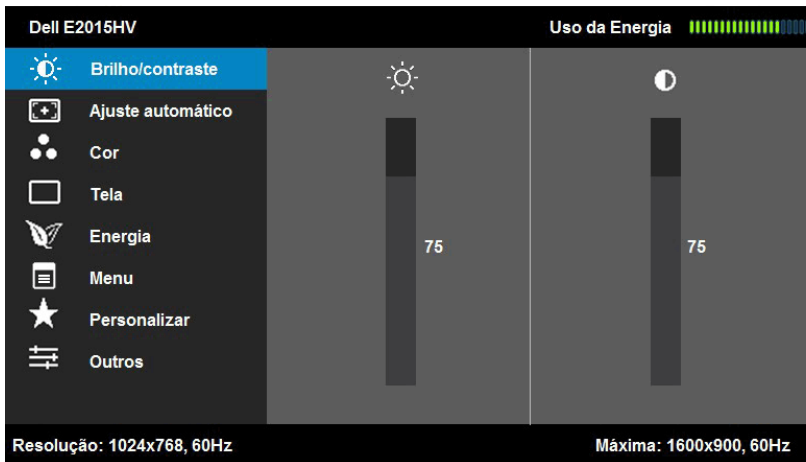 Dell E2015HV Uso da Energia
Brilho/contraste
Ajuste automático
Cor
Tela
Energia
Menu
Personalizar
Outros
75 75
Resolução: 1024x768, 60Hz Máxima: 1600x900, 60Hz